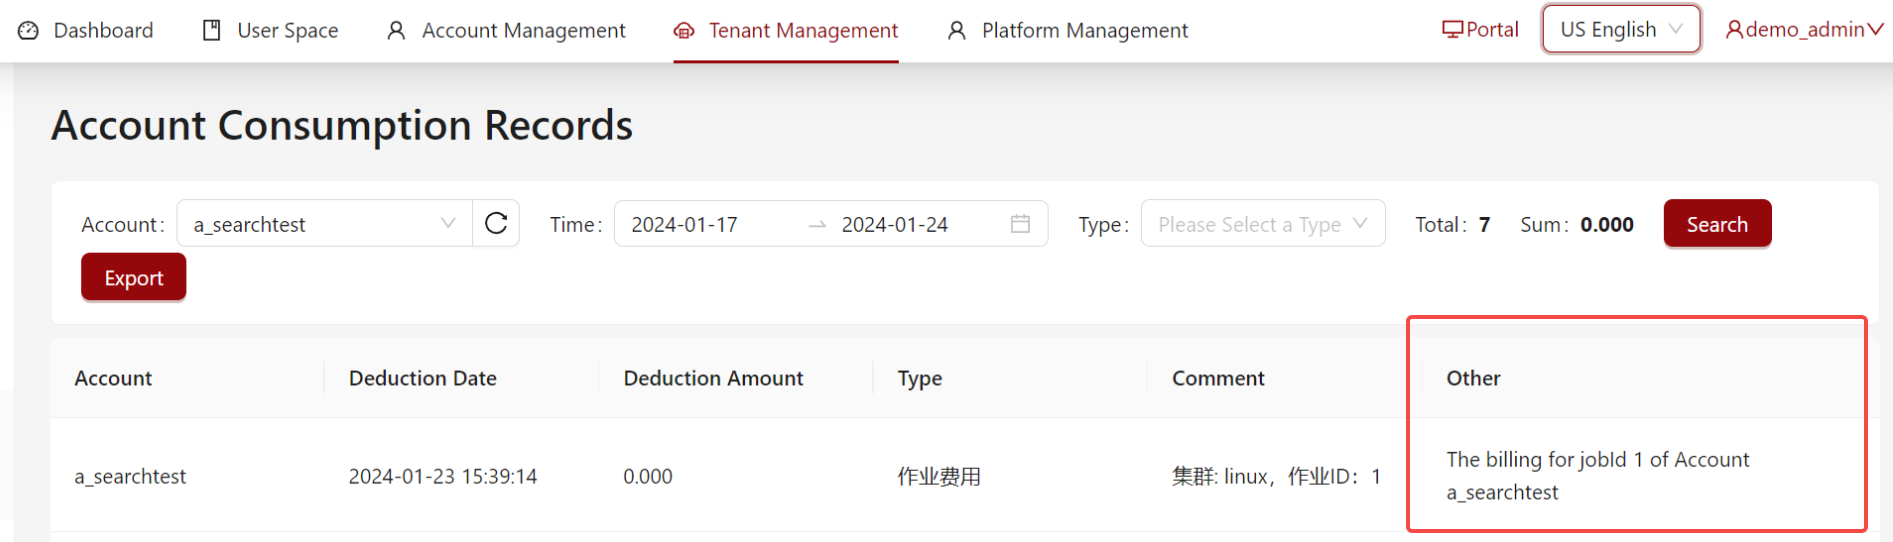 Dashboard User Space Account Management Tenant Management Platform Management Portal US English demo_admin
Account Consumption Records
Account: a_searchtest Time: 2024-01-17 → 2024-01-24 Type: Please Select a Type Total: 7 Sum: 0.000 Search
Export
Account Deduction Date Deduction Amount Type Comment Other
a_searchtest 2024-01-23 15:39:14 0.000 作业费用 集群: linux，作业ID：1 The billing for jobId 1 of Account
a_searchtest